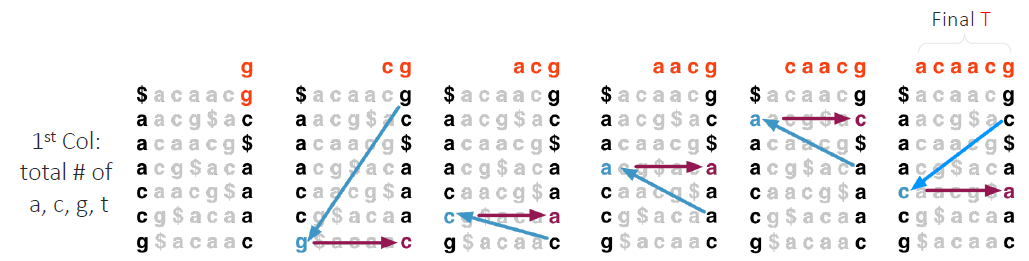 1st Col:
total # of
a, c, g, t
g
$acaacg
aacg$ac
acaacg$
acg$aca
caacg$a
cg$acaa
g$acaac
cg
$acaacg
aacg$ac
acaacg$
acg$aca
caacg$a
cg$acaa
g$acaac
acg
$acaacg
aacg$ac
acaacg$
acg$aca
caacg$a
cg$acaa
g$acaac
aacg
$acaacg
aacg$ac
acaacg$
acg$aca
caacg$a
cg$acaa
g$acaac
caacg
$acaacg
aacg$ac
acaacg$
acg$aca
caacg$a
cg$acaa
g$acaac
Final T
acaacg
$acaacg
aacg$ac
acaacg$
acg$aca
caacg$a
cg$acaa
g$acaac